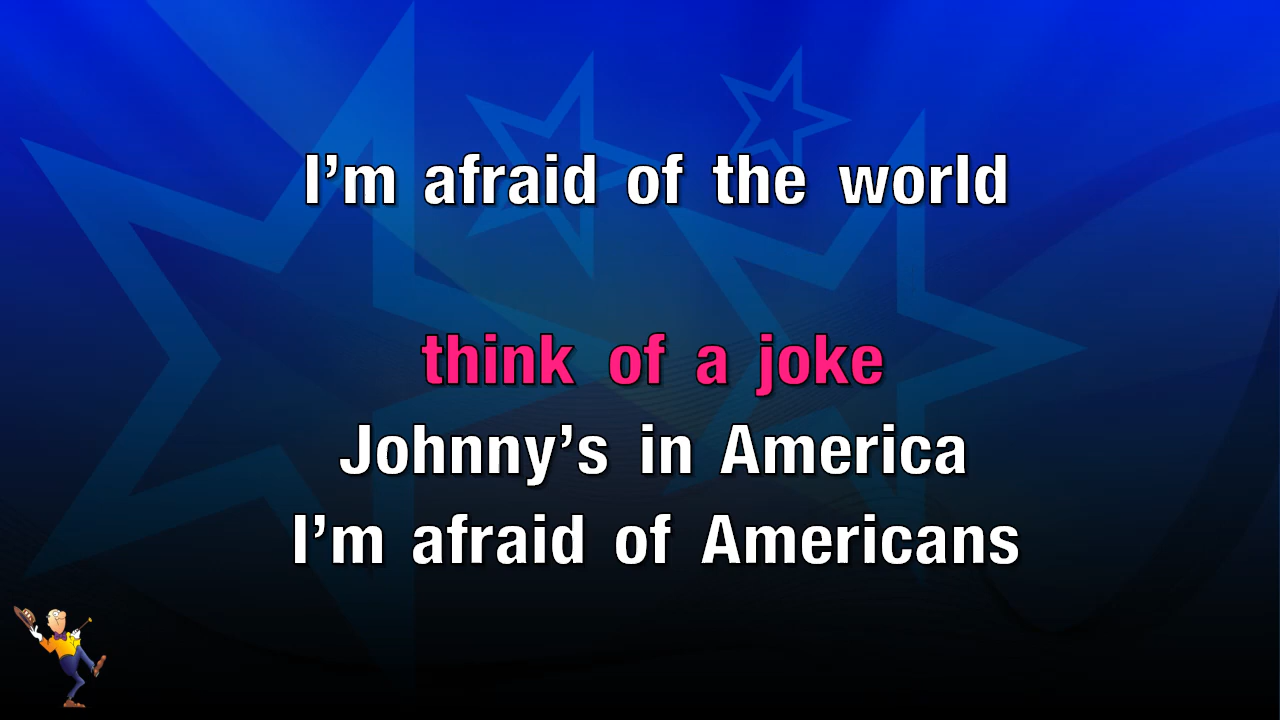 I’m afraid of the world
think of a joke
Johnny’s in America
I’m afraid of Americans